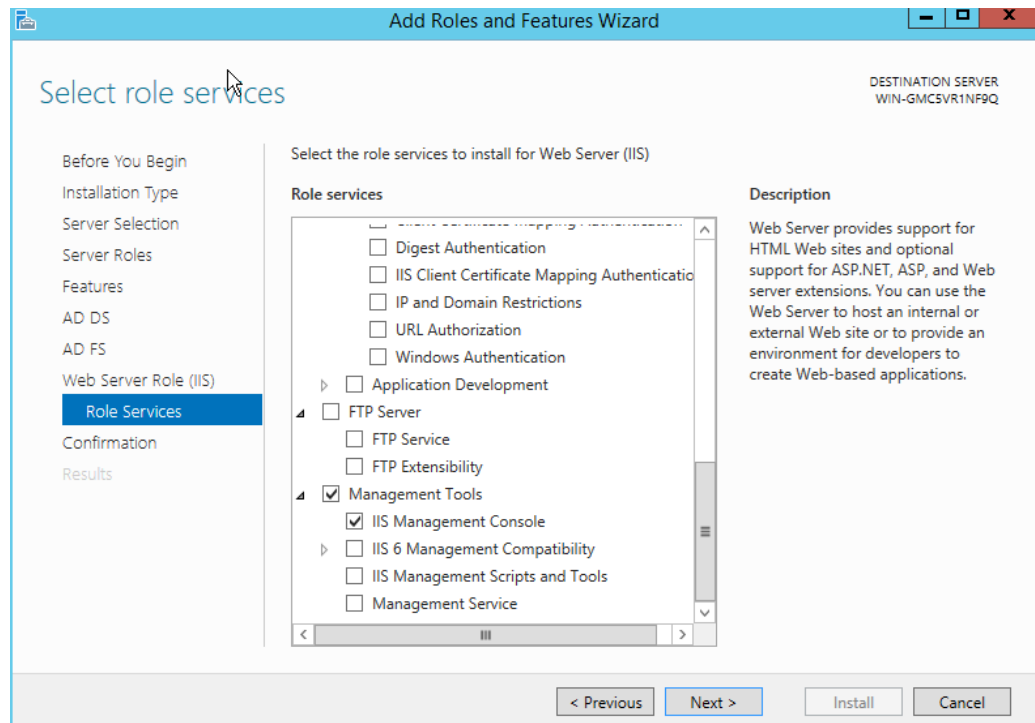 Add Roles and Features Wizard
Select role services
DESTINATION SERVER
WIN-GMC5VR1NF9Q
Before You Begin
Installation Type
Server Selection
Server Roles
Features
AD DS
AD FS
Web Server Role (IIS)
Role Services
Confirmation
Results
Select the role services to install for Web Server (IIS)
Role services
Client Certificate Mapping Authentication
Digest Authentication
IIS Client Certificate Mapping Authenticatio
IP and Domain Restrictions
URL Authorization
Windows Authentication
Application Development
FTP Server
FTP Service
FTP Extensibility
Management Tools
IIS Management Console
IIS 6 Management Compatibility
IIS Management Scripts and Tools
Management Service
Description
Web Server provides support for
HTML Web sites and optional
support for ASP.NET, ASP, and Web
server extensions. You can use the
Web Server to host an internal or
external Web site or to provide an
environment for developers to
create Web-based applications.
< Previous
Next >
Install
Cancel